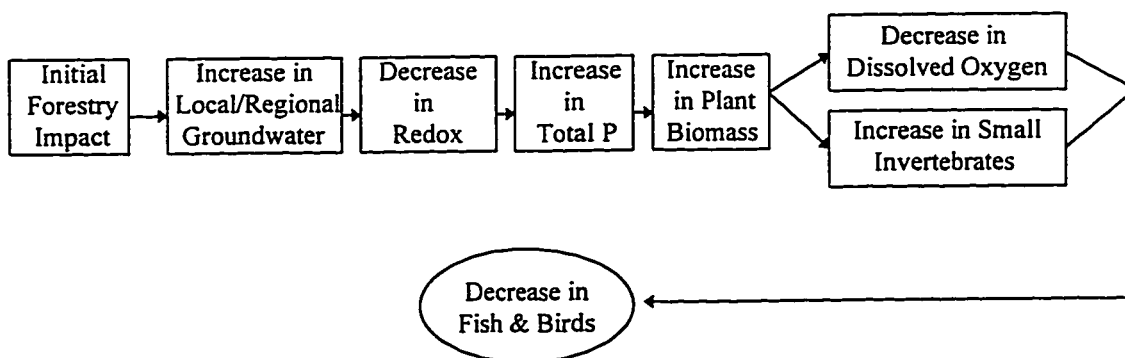 Initial
Forestry
Impact
Increase in
Local/Regional
Groundwater
Decrease
in
Redox
Increase
in
Total P
Increase
in Plant
Biomass
Decrease in
Dissolved Oxygen
Increase in Small
Invertebrates
Decrease in
Fish & Birds